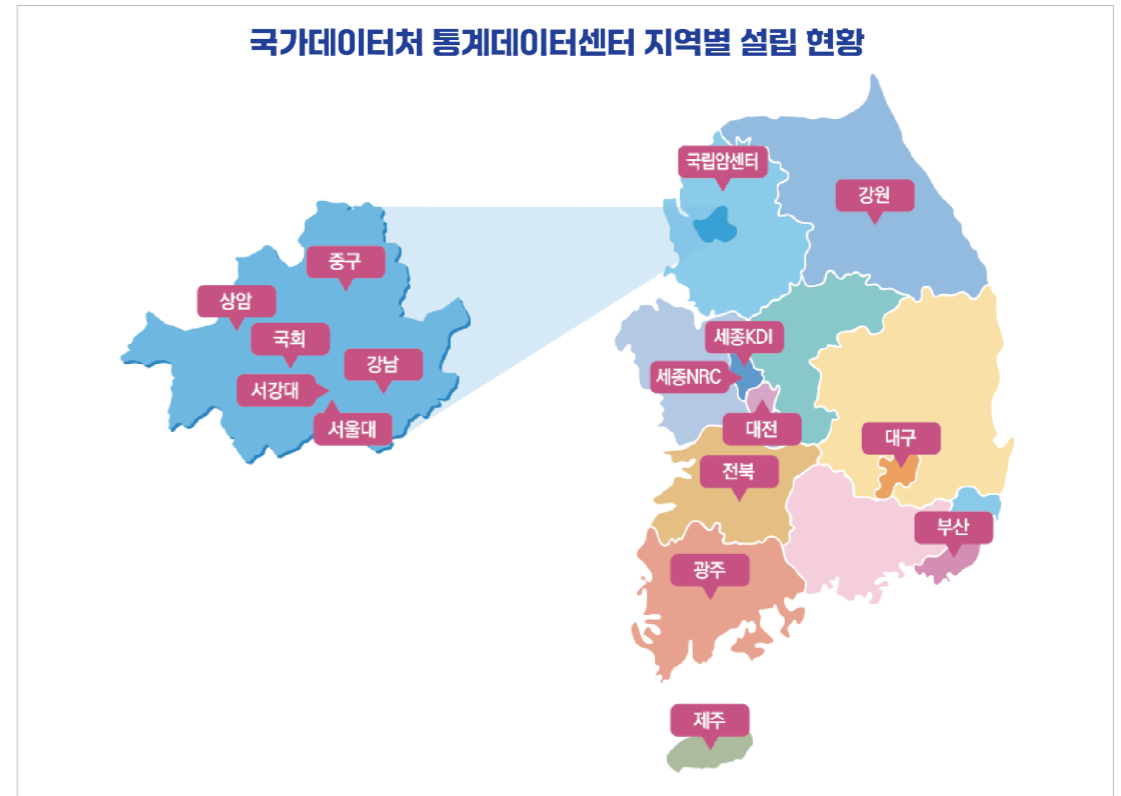 국가데이터처 통계데이터센터 지역별 설립 현황
국립암센터
강원
중구
상암
국회
강남
서강대
서울대
세종KDI
세종NRC
대전
대구
전북
부산
광주
제주